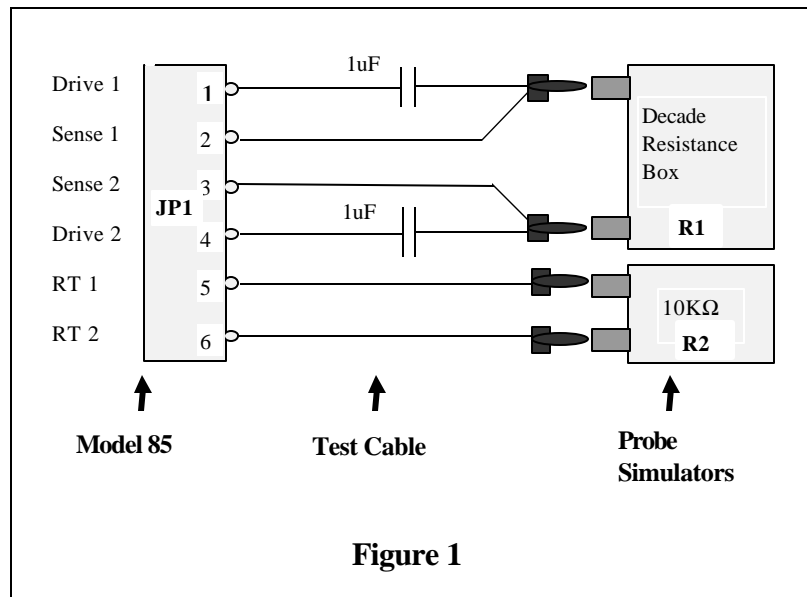 1uF
Drive 1
1
Decade
Resistance
Box
Sense 1
2
Sense 2
3
JP1
1uF
R1
Drive 2
4
RT 1
5
10KΩ
R2
RT 2
6
Model 85
Test Cable
Probe
Simulators
Figure 1